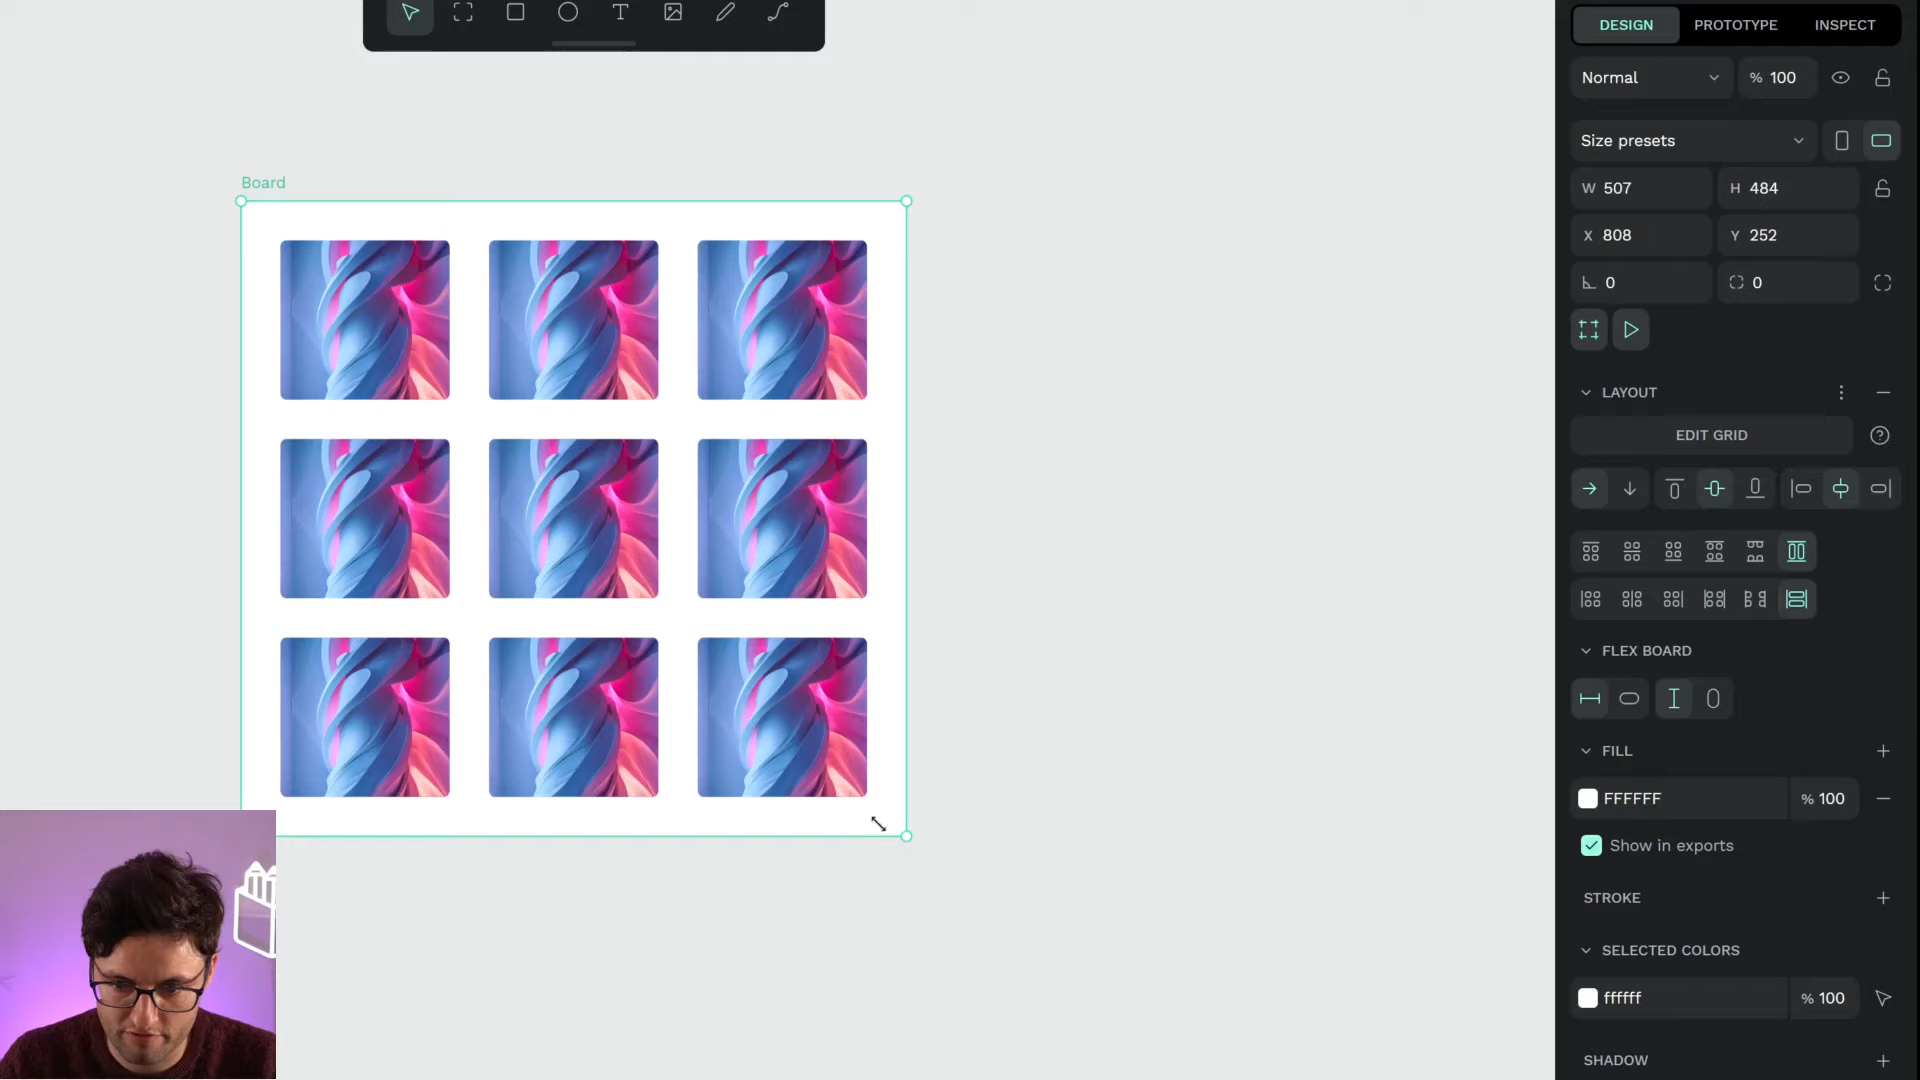 DESIGN PROTOTYPE INSPECT
Normal % 100
Size presets
W 507 H 484
X 808 Y 252
0 0
LAYOUT
EDIT GRID
FLEX BOARD
FILL
FFFFFF % 100
Show in exports
STROKE
SELECTED COLORS
ffffff % 100
SHADOW
Board